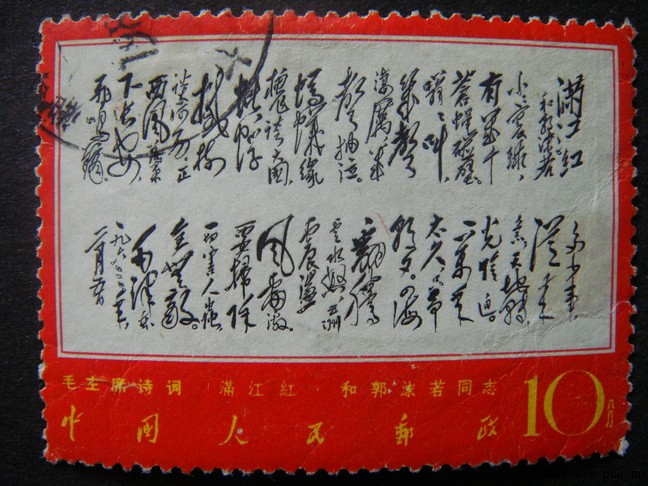 满江红
和郭沫若
小小寰球，
有几个
苍蝇碰壁。
嗡嗡叫，
几声
凄厉，几
声抽泣。
蚂蚁缘
槐夸大国，
蚍蜉
撼树
谈何易。正
西风落叶
下长安，
飞鸣镝。
多少事，
从来
急。天地转，
光阴迫。
一万年
太久，只争
朝夕。四海
翻腾
云水怒，五洲
震荡
风雷激。
要扫除
一切害人虫，
全无敌。
毛泽东
一九六三年
二月五日
毛主席诗词 满江紅 和郭沫若同志
中国人民邮政 10分